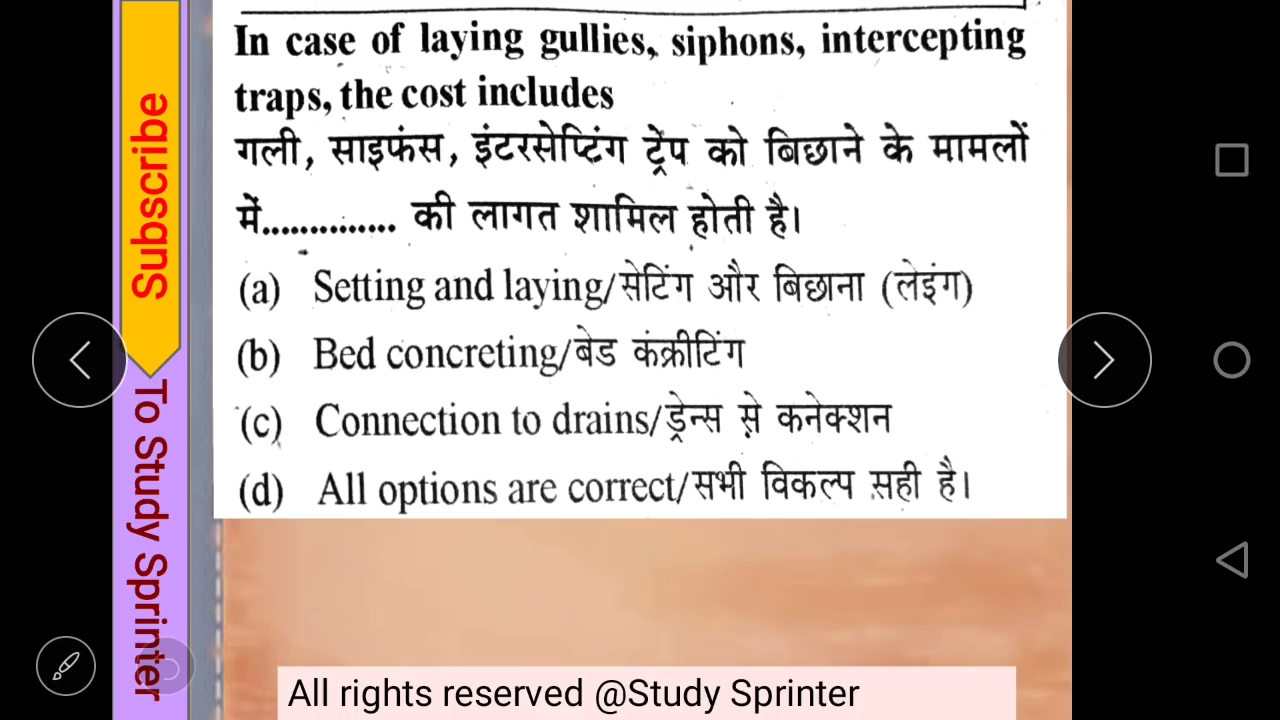 In case of laying gullies, siphons, intercepting
traps, the cost includes
गली, साइफंस, इंटरसेप्टिंग ट्रेप को बिछाने के मामलों
में.............. की लागत शामिल होती है।
(a) Setting and laying/सेटिंग और बिछाना (लेइंग)
(b) Bed concreting/बेड कंक्रीटिंग
(c) Connection to drains/ड्रेन्स से कनेक्शन
(d) All options are correct/सभी विकल्प सही है।
Subscribe
To Study Sprinter
All rights reserved @Study Sprinter